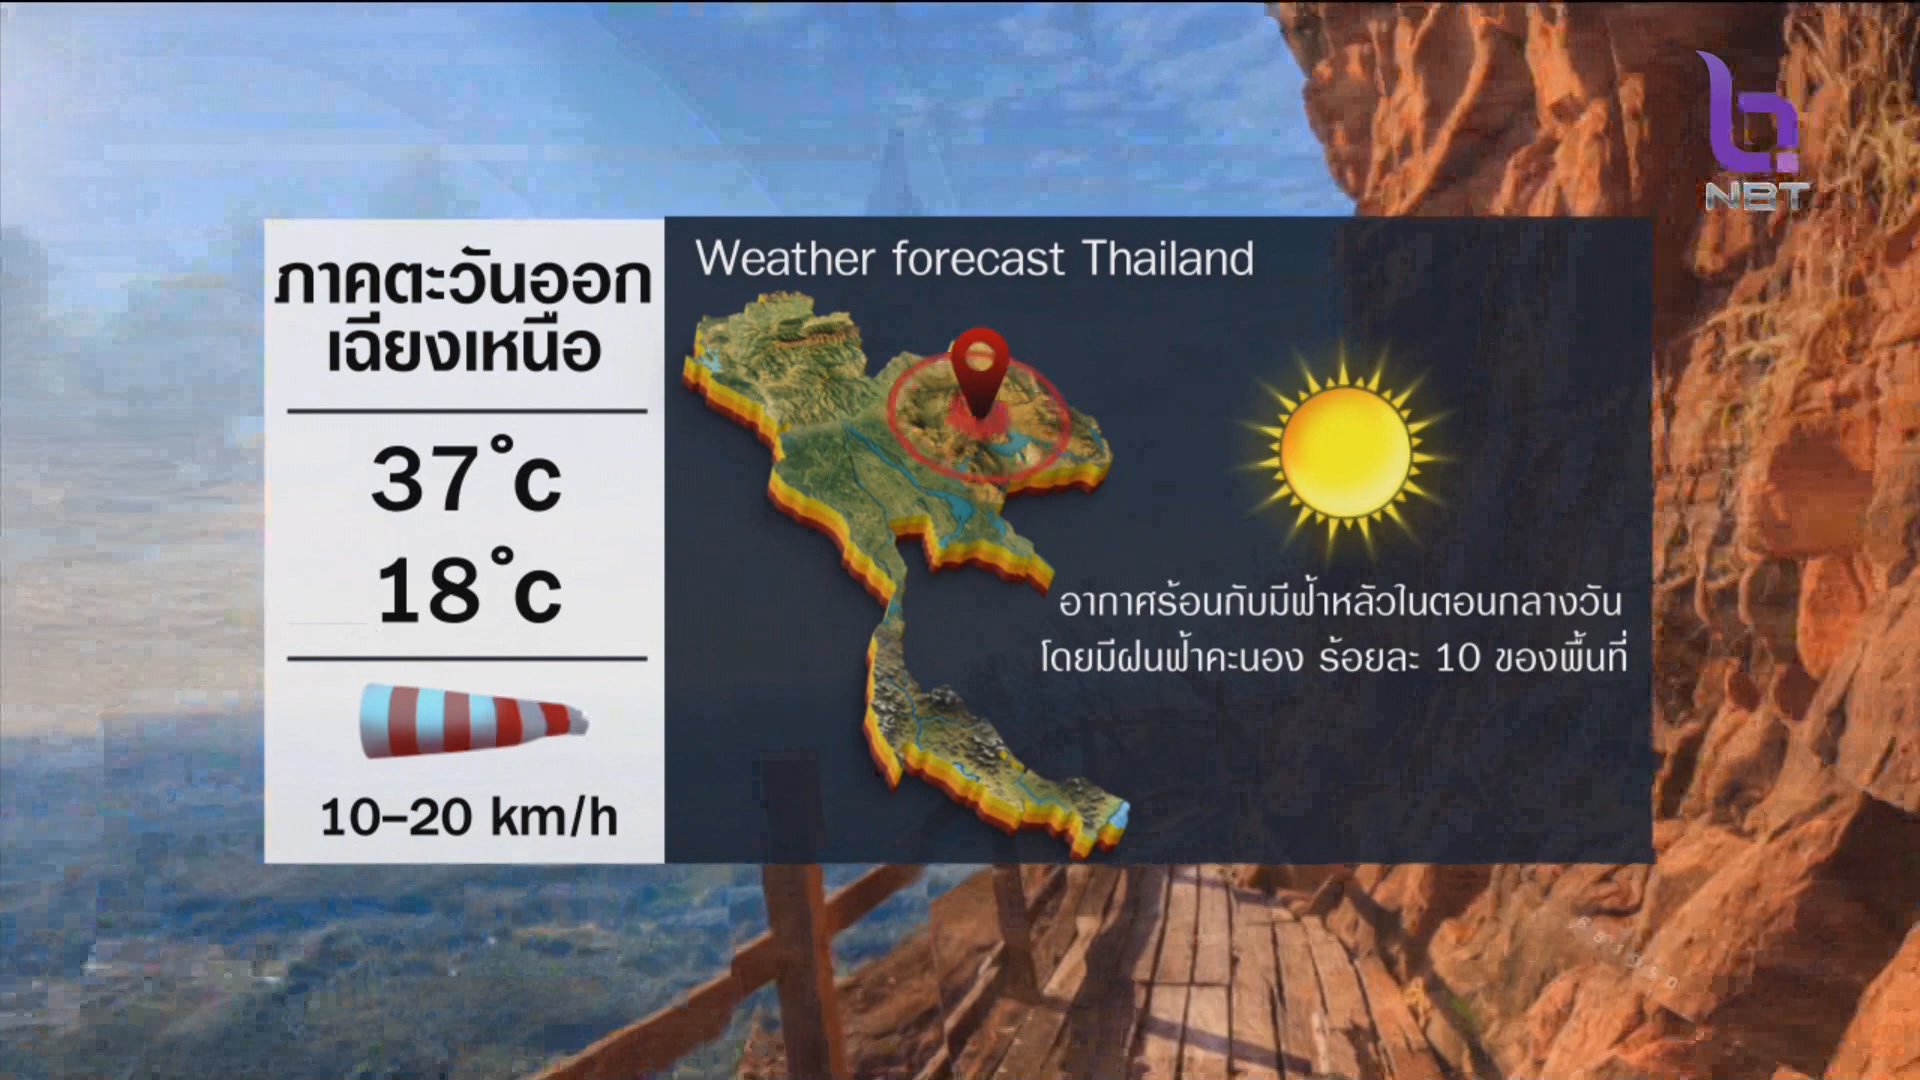 NBT
ภาคตะวันออก
เฉียงเหนือ
37°c
18°c
10–20 km/h
Weather forecast Thailand
อากาศร้อนกับมีฟ้าหลัวในตอนกลางวัน
โดยมีฝนฟ้าคะนอง ร้อยละ 10 ของพื้นที่